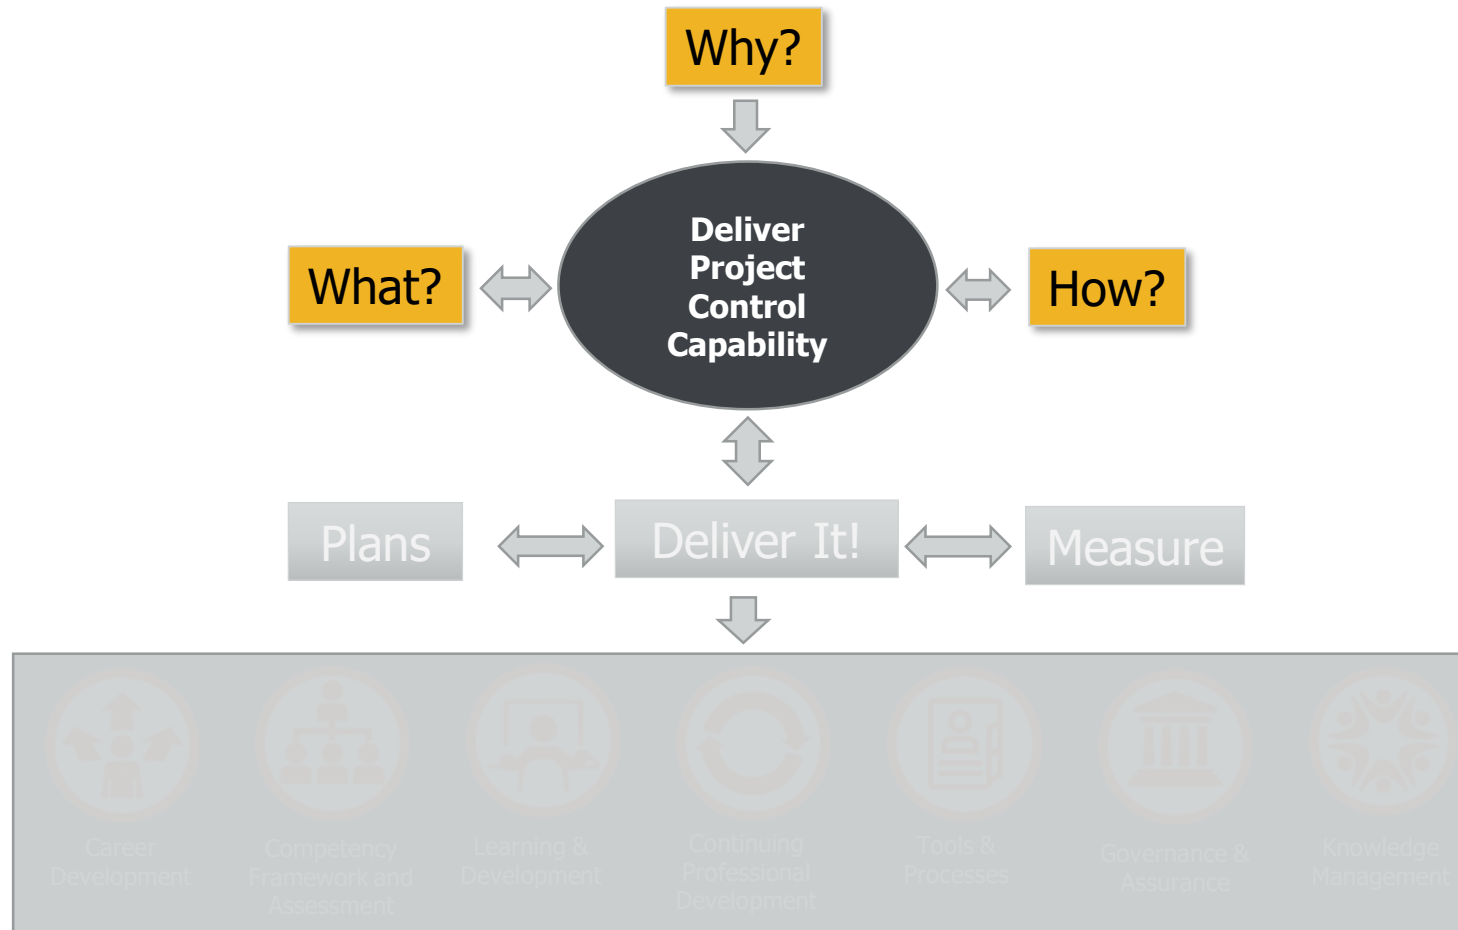 Why?
Deliver
Project
Control
Capability
What?
How?
Plans
Deliver It!
Measure
Career
Development
Competency
Framework and
Assessment
Learning &
Development
Continuing
Professional
Development
Tools &
Processes
Governance &
Assurance
Knowledge
Management